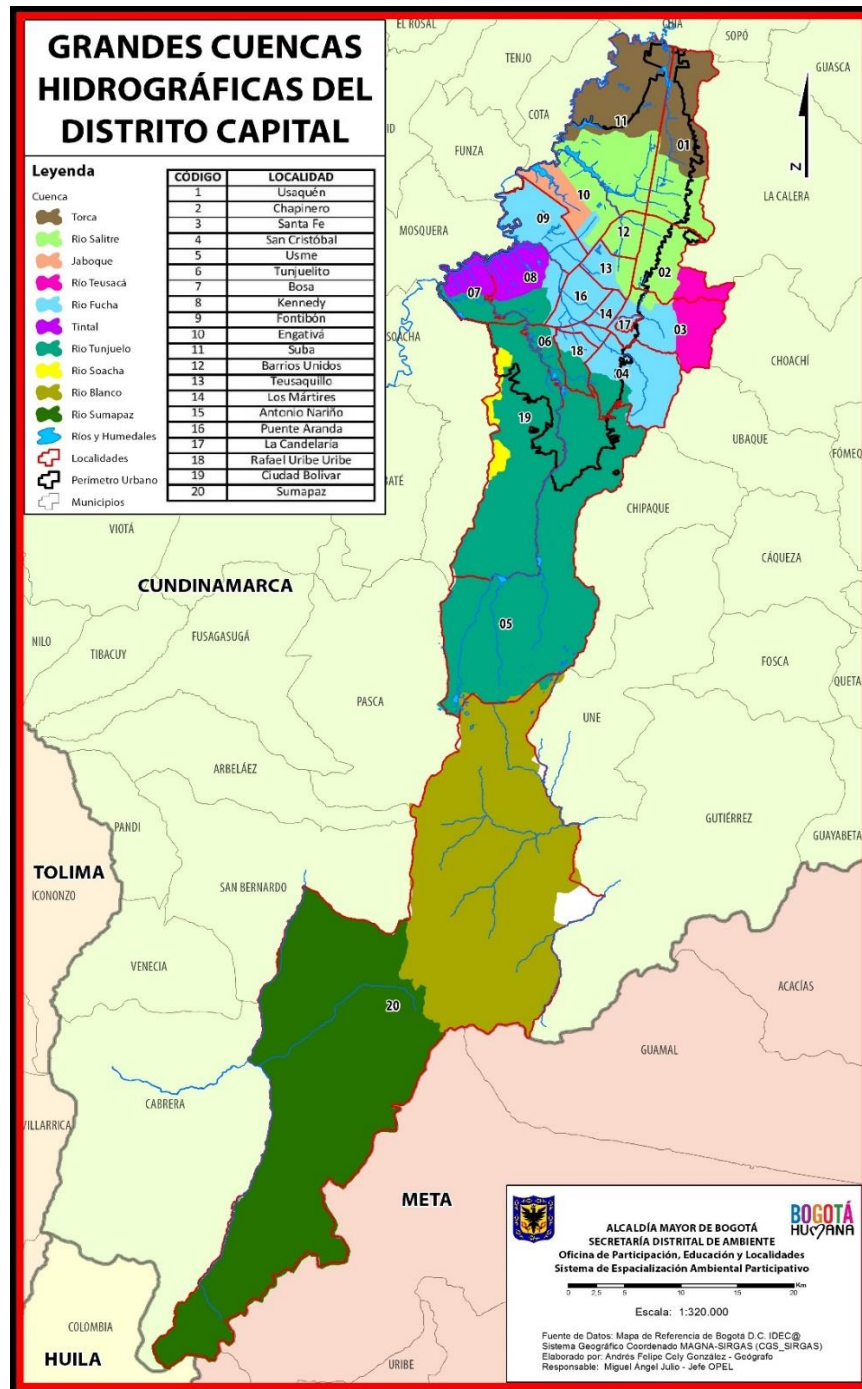 GRANDES CUENCAS
HIDROGRÁFICAS DEL
DISTRITO CAPITAL
Leyenda
Cuenca
Torca
Rio Salitre
Jaboque
Río Teusacá
Rio Fucha
Tintal
Rio Tunjuelo
Rio Soacha
Rio Blanco
Rio Sumapaz
Ríos y Humedales
Localidades
Perímetro Urbano
Municipios
CÓDIGO LOCALIDAD
1 Usaquén
2 Chapinero
3 Santa Fe
4 San Cristóbal
5 Usme
6 Tunjuelito
7 Bosa
8 Kennedy
9 Fontibón
10 Engativá
11 Suba
12 Barrios Unidos
13 Teusaquillo
14 Los Mártires
15 Antonio Nariño
16 Puente Aranda
17 La Candelaria
18 Rafael Uribe Uribe
19 Ciudad Bolívar
20 Sumapaz
EL ROSAL
CHIA
SOPÓ
TENJO
GUASCA
COTA
N
11
01
ID
FUNZA
LA CALERA
10
MOSQUERA
09
12
13
02
07
08
16
14
17
03
SOACHA
06
18
04
CHOACHÍ
19
UBAQUE
FÓMEQ
BATÉ
CHIPAQUE
VIOTÁ
CÁQUEZA
CUNDINAMARCA
NILO
TIBACUY
FUSAGASUGÁ
05
FOSCA
QUETA
PASCA
UNE
ARBELÁEZ
GUTIÉRREZ
GUAYABETA
PANDI
TOLIMA
ICONONZO
SAN BERNARDO
VENECIA
20
ACACÍAS
GUAMAL
CABRERA
VILLARRICA
META
COLOMBIA
HUILA
URIBE
BOGOTÁ
HUMANA
ALCALDÍA MAYOR DE BOGOTÁ
SECRETARÍA DISTRITAL DE AMBIENTE
Oficina de Participación, Educación y Localidades
Sistema de Espacialización Ambiental Participativo
Km
0 2,5 5 10 15 20
Escala: 1:320.000
Fuente de Datos: Mapa de Referencia de Bogotá D.C. IDEC@
Sistema Geográfico Coordenado MAGNA-SIRGAS (CGS_SIRGAS)
Elaborado por: Andrés Felipe Cely González - Geógrafo
Responsable: Miguel Angel Julio - Jefe OPEL